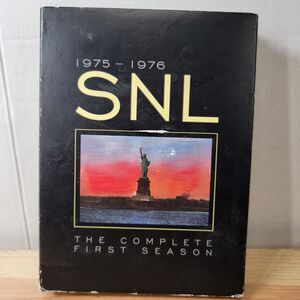 1975 – 1976
SNL
THE COMPLETE
FIRST SEASON